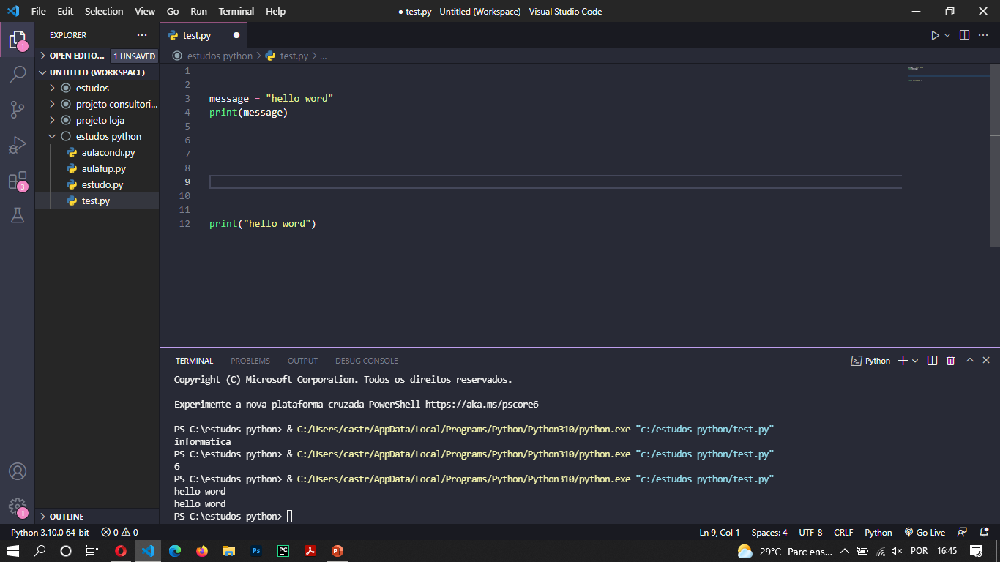 File Edit Selection View Go Run Terminal Help ● test.py - Untitled (Workspace) - Visual Studio Code
EXPLORER ...
OPEN EDITO... 1 UNSAVED
UNTITLED (WORKSPACE)
estudos
projeto consultori...
projeto loja
estudos python
aulacondi.py
aulafup.py
estudo.py
test.py
OUTLINE
1
3
1
test.py
estudos python > test.py > ...
1
2
3 message = "hello word"
4 print(message)
5
6
7
8
9
10
11
12 print("hello word")
TERMINAL PROBLEMS OUTPUT DEBUG CONSOLE Python
Copyright (C) Microsoft Corporation. Todos os direitos reservados.
Experimente a nova plataforma cruzada PowerShell https://aka.ms/pscore6
PS C:\estudos python> & C:/Users/castr/AppData/Local/Programs/Python/Python310/python.exe "c:/estudos python/test.py"
informatica
PS C:\estudos python> & C:/Users/castr/AppData/Local/Programs/Python/Python310/python.exe "c:/estudos python/test.py"
6
PS C:\estudos python> & C:/Users/castr/AppData/Local/Programs/Python/Python310/python.exe "c:/estudos python/test.py"
hello word
hello word
PS C:\estudos python>
Python 3.10.0 64-bit 0 0 Ln 9, Col 1 Spaces: 4 UTF-8 CRLF Python Go Live
Ps PC 29°C Parc ens... POR 16:45